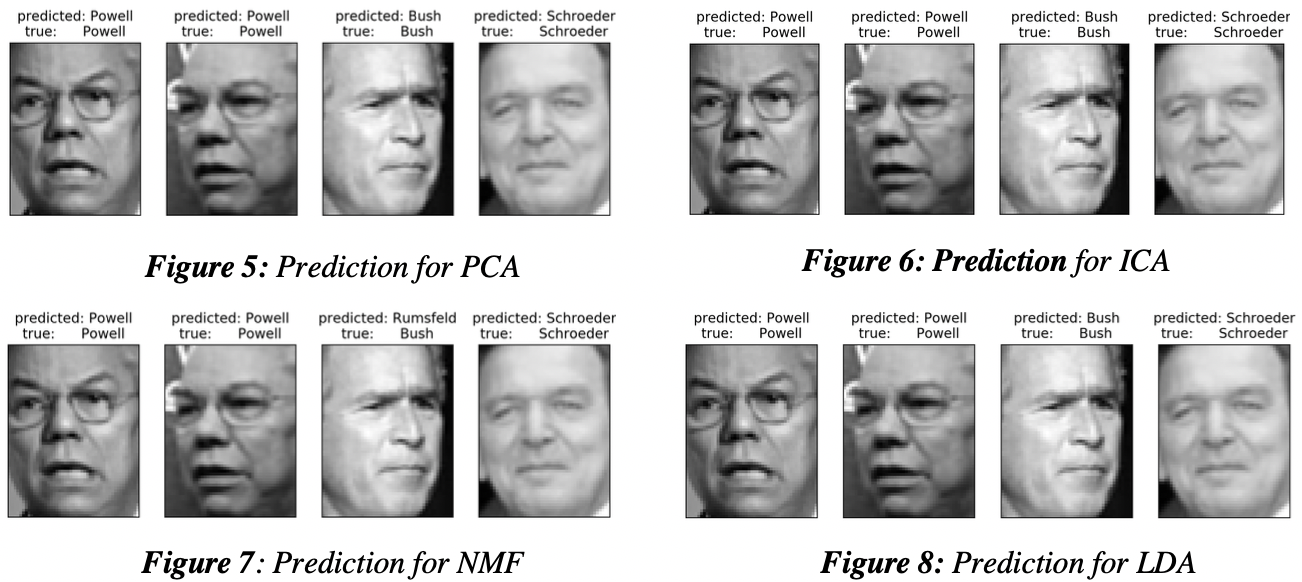 predicted: Powell
true: Powell
predicted: Powell
true: Powell
predicted: Bush
true: Bush
predicted: Schroeder
true: Schroeder
Figure 5: Prediction for PCA
predicted: Powell
true: Powell
predicted: Powell
true: Powell
predicted: Bush
true: Bush
predicted: Schroeder
true: Schroeder
Figure 6: Prediction for ICA
predicted: Powell
true: Powell
predicted: Powell
true: Powell
predicted: Rumsfeld
true: Bush
predicted: Schroeder
true: Schroeder
Figure 7: Prediction for NMF
predicted: Powell
true: Powell
predicted: Powell
true: Powell
predicted: Bush
true: Bush
predicted: Schroeder
true: Schroeder
Figure 8: Prediction for LDA